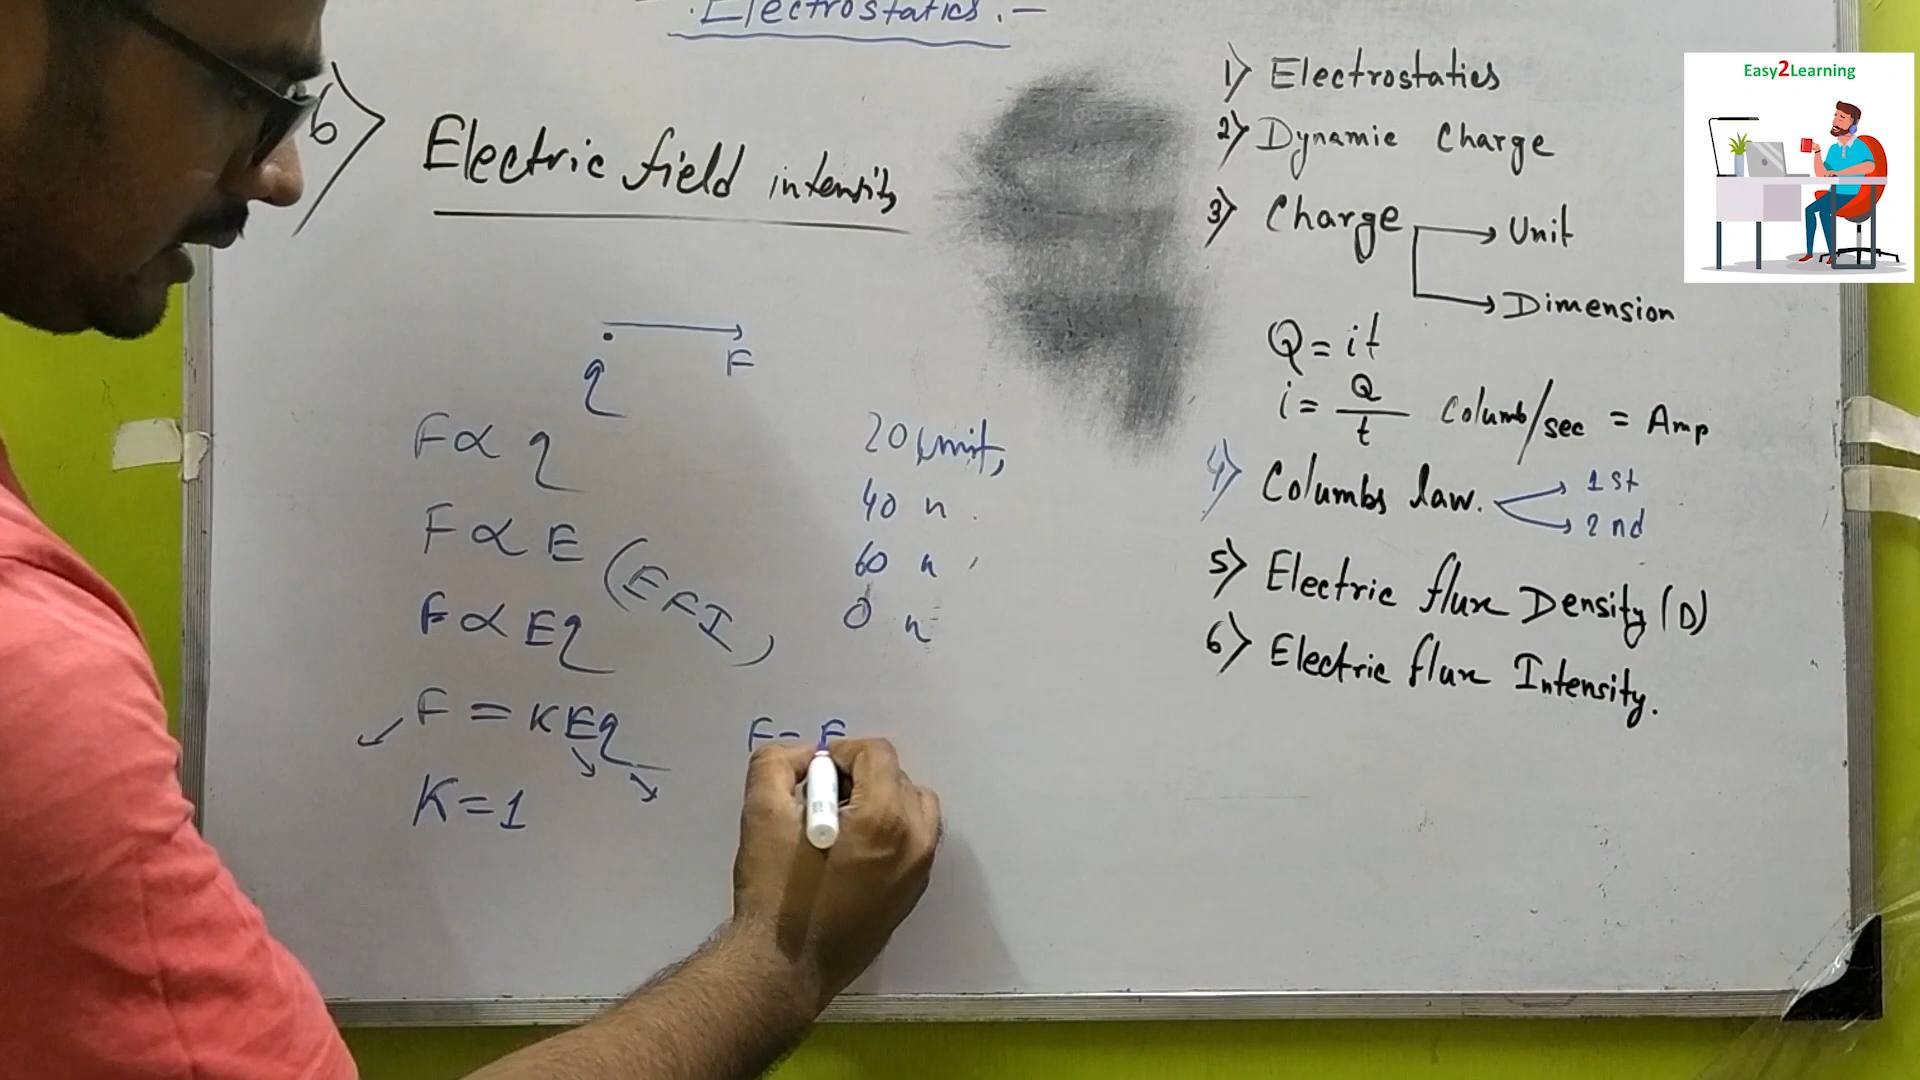 Electrostatics.
6> Electric field intensity
q
F
F∝ q
F ∝ E (EFI)
F ∝ Eq
F = KEq
K=1
F= E
20 unit,
40 n
60 n
0 n
1> Electrostatics
2> Dynamic Charge
3> Charge → Unit
→ Dimension
Q = it
i = Q/t Columb/sec = Amp
4> Columbs law. → 1st
→ 2nd
5> Electric flux Density (D)
6> Electric flux Intensity.
Easy2Learning